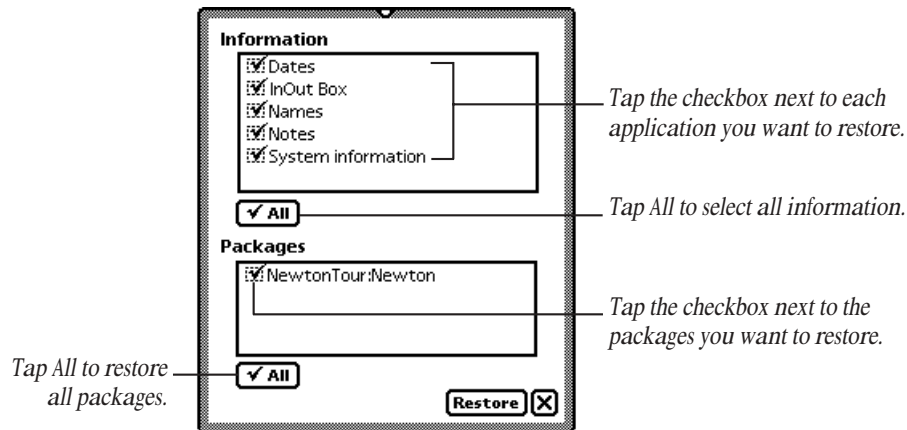 Information
Dates
InOut Box
Names
Notes
System information
Tap the checkbox next to each
application you want to restore.
All
Tap All to select all information.
Packages
NewtonTour:Newton
Tap the checkbox next to the
packages you want to restore.
Tap All to restore
all packages.
All
Restore